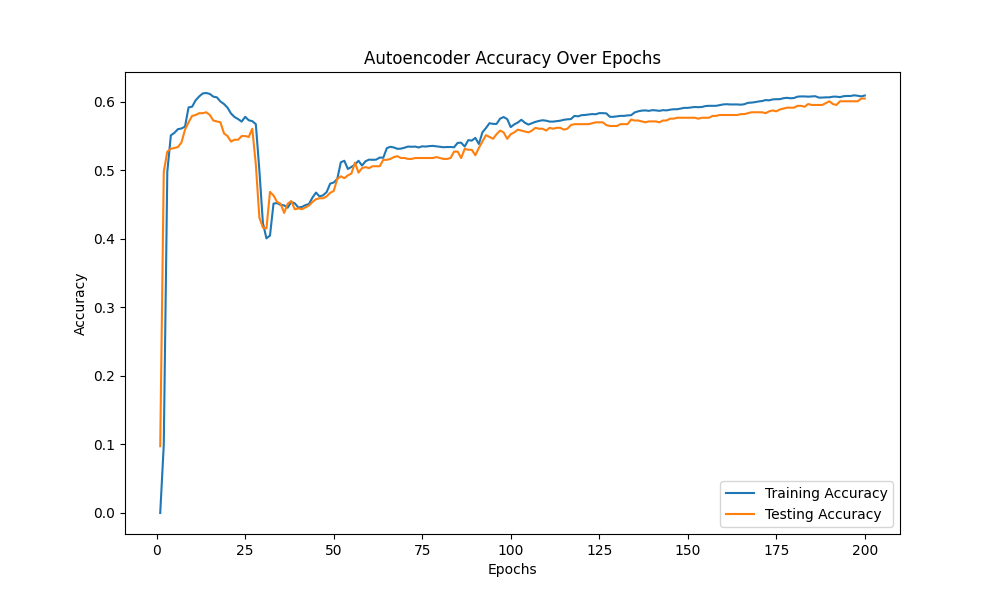 Autoencoder Accuracy Over Epochs
Accuracy
0.6
0.5
0.4
0.3
0.2
0.1
0.0
Training Accuracy
Testing Accuracy
0 25 50 75 100 125 150 175 200
Epochs